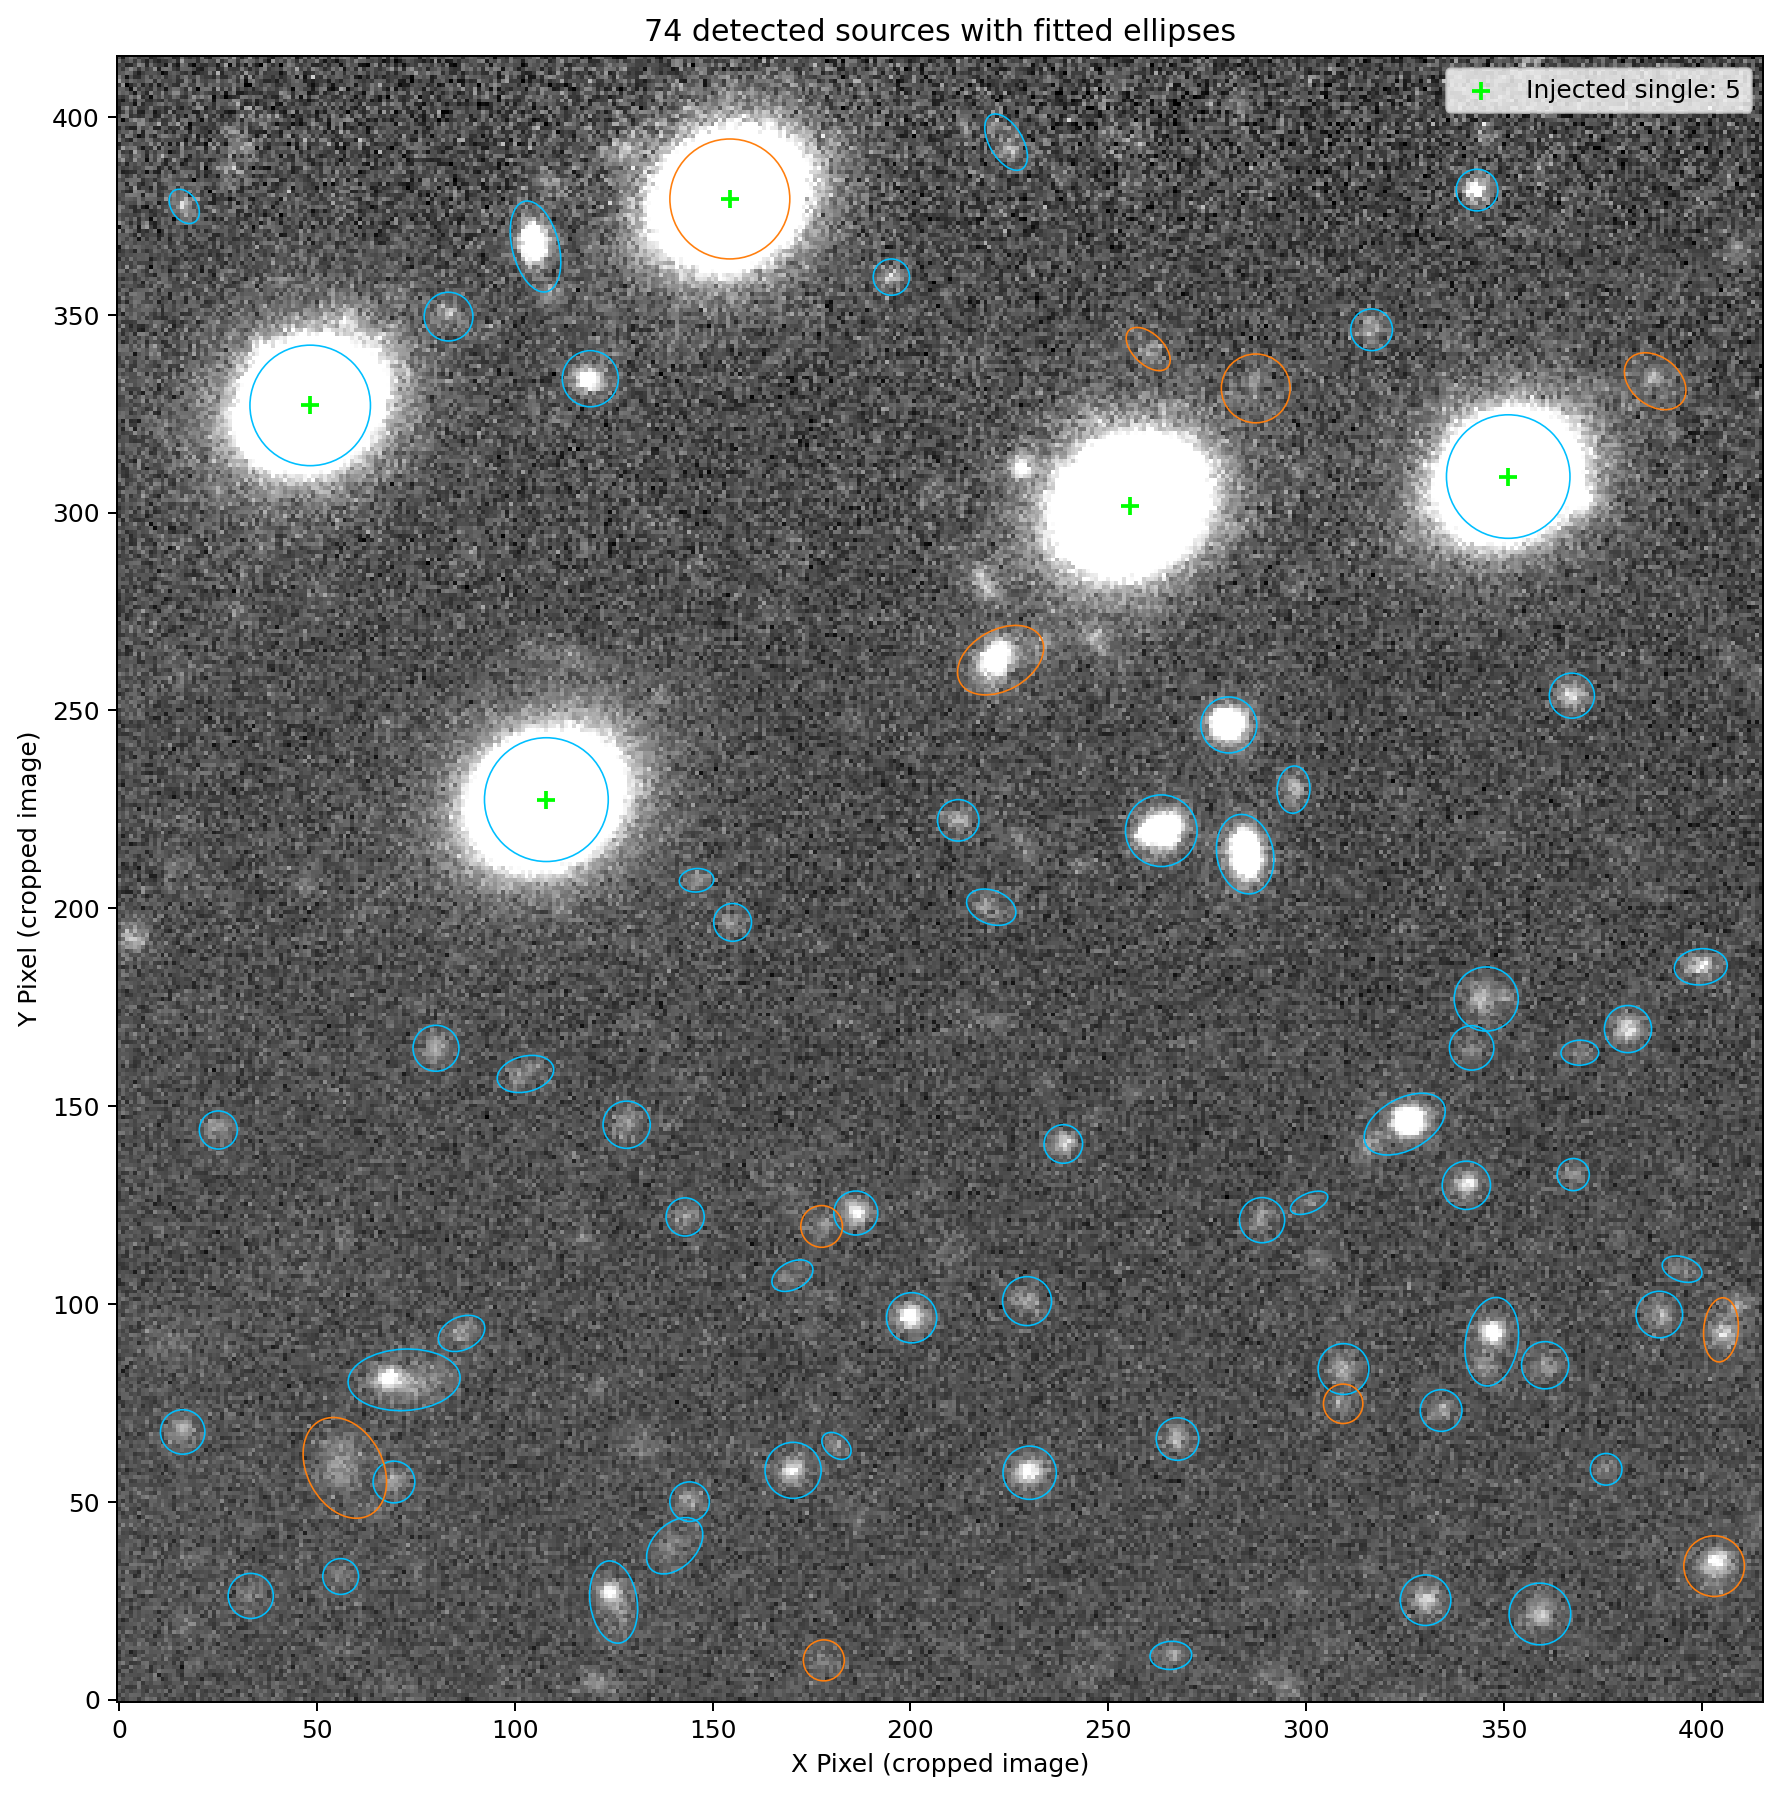 74 detected sources with fitted ellipses
Injected single: 5
400
350
300
250
200
150
100
50
0
Y Pixel (cropped image)
0 50 100 150 200 250 300 350 400
X Pixel (cropped image)